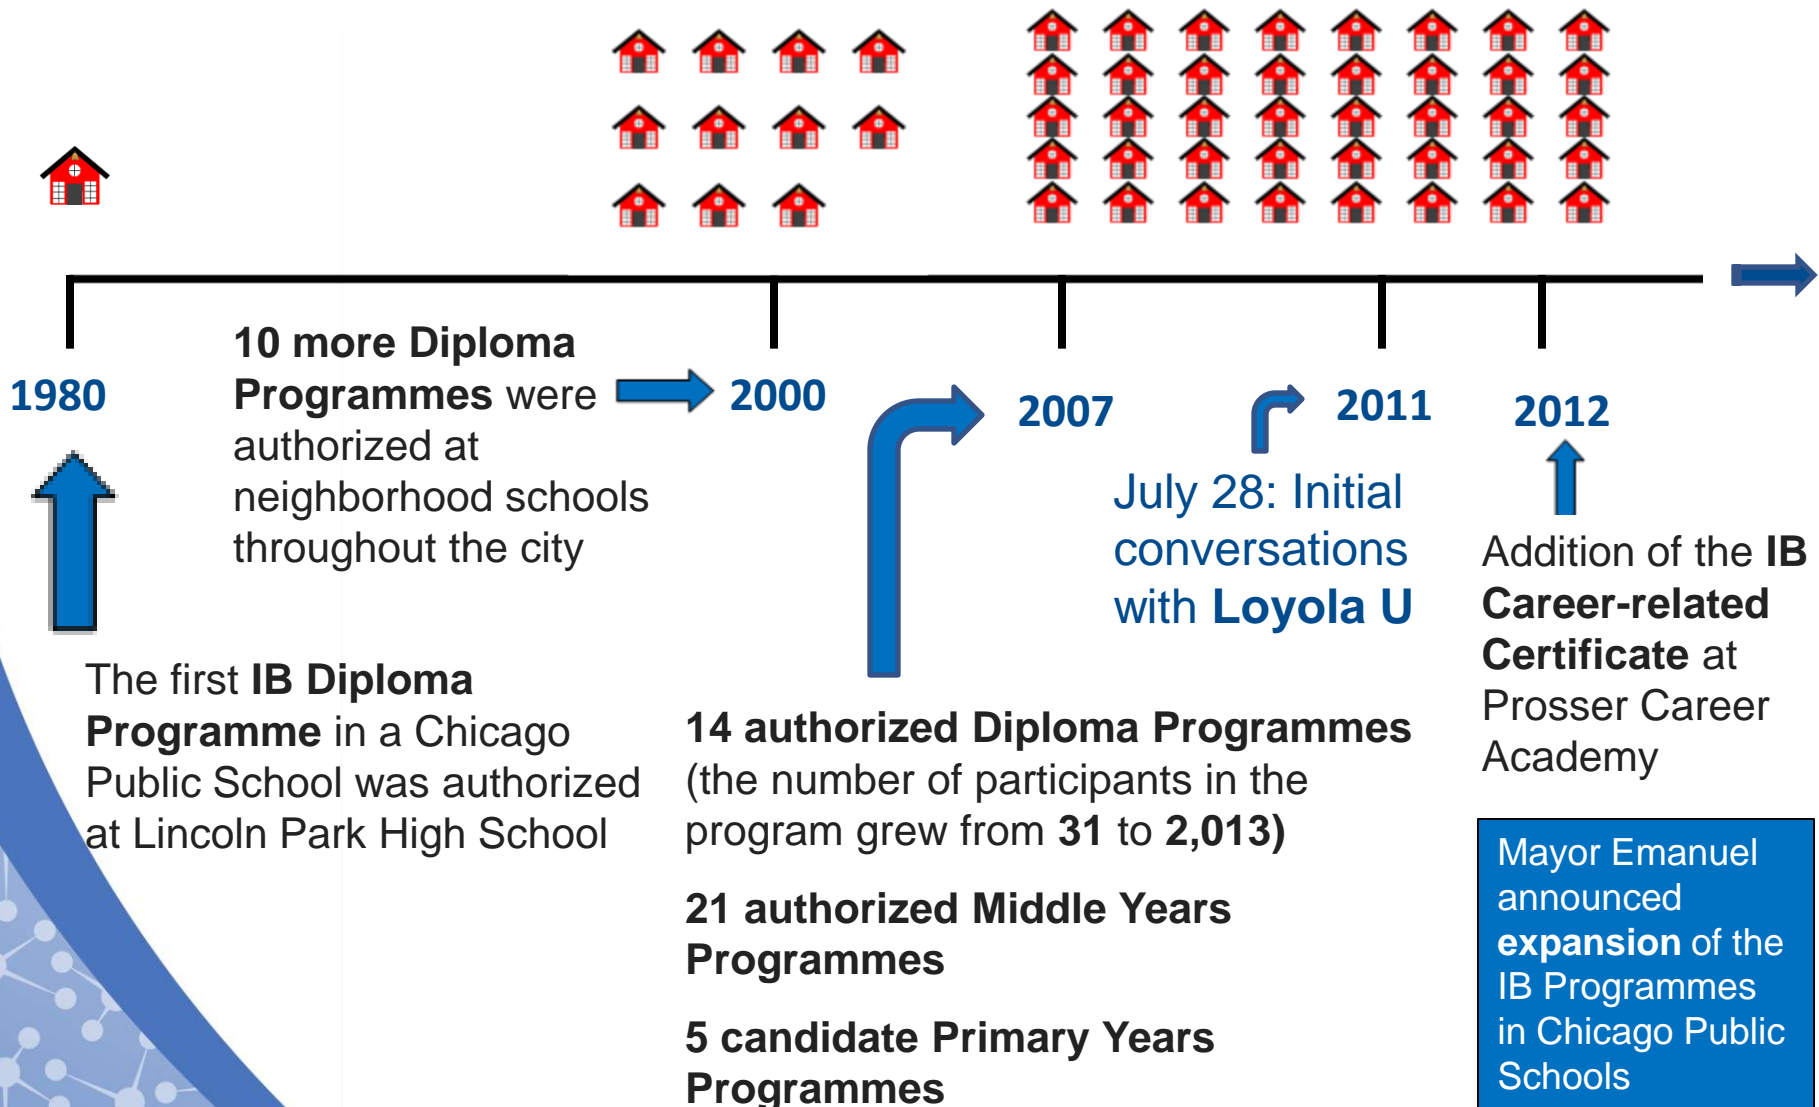 1980
10 more Diploma
Programmes were
authorized at
neighborhood schools
throughout the city
2000
2007
2011
2012
The first IB Diploma
Programme in a Chicago
Public School was authorized
at Lincoln Park High School
14 authorized Diploma Programmes
(the number of participants in the
program grew from 31 to 2,013)
21 authorized Middle Years
Programmes
5 candidate Primary Years
Programmes
July 28: Initial
conversations
with Loyola U
Addition of the IB
Career-related
Certificate at
Prosser Career
Academy
Mayor Emanuel
announced
expansion of the
IB Programmes
in Chicago Public
Schools